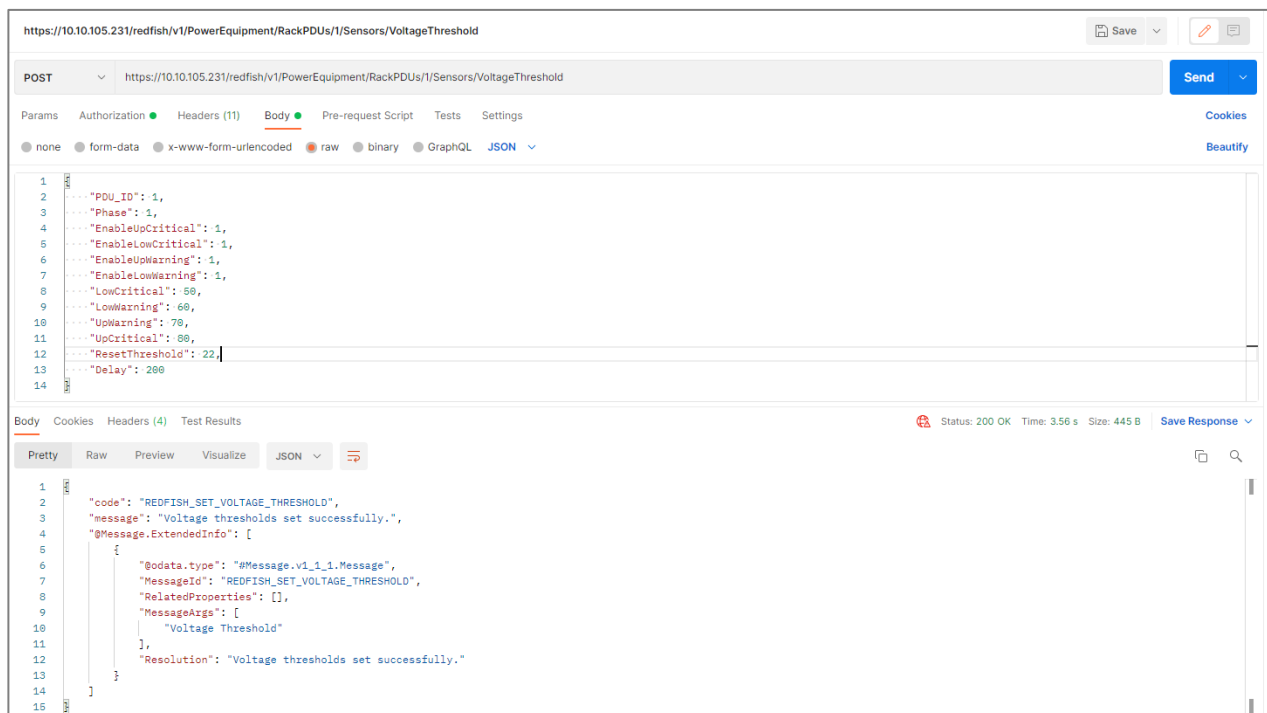 https://10.10.105.231/redfish/v1/PowerEquipment/RackPDUs/1/Sensors/VoltageThreshold
Save
POST https://10.10.105.231/redfish/v1/PowerEquipment/RackPDUs/1/Sensors/VoltageThreshold Send
Params Authorization Headers (11) Body Pre-request Script Tests Settings Cookies
none form-data x-www-form-urlencoded raw binary GraphQL JSON Beautify
1 {
2 "PDU_ID": 1,
3 "Phase": 1,
4 "EnableUpCritical": 1,
5 "EnableLowCritical": 1,
6 "EnableUpWarning": 1,
7 "EnableLowWarning": 1,
8 "LowCritical": 50,
9 "LowWarning": 60,
10 "UpWarning": 70,
11 "UpCritical": 80,
12 "ResetThreshold": 22,
13 "Delay": 200
14 }
Body Cookies Headers (4) Test Results Status: 200 OK Time: 3.56 s Size: 445 B Save Response
Pretty Raw Preview Visualize JSON
1 {
2 "code": "REDFISH_SET_VOLTAGE_THRESHOLD",
3 "message": "Voltage thresholds set successfully.",
4 "@Message.ExtendedInfo": [
5 {
6 "@odata.type": "#Message.v1_1_1.Message",
7 "MessageId": "REDFISH_SET_VOLTAGE_THRESHOLD",
8 "RelatedProperties": [],
9 "MessageArgs": [
10 "Voltage Threshold"
11 ],
12 "Resolution": "Voltage thresholds set successfully."
13 }
14 ]
15 }